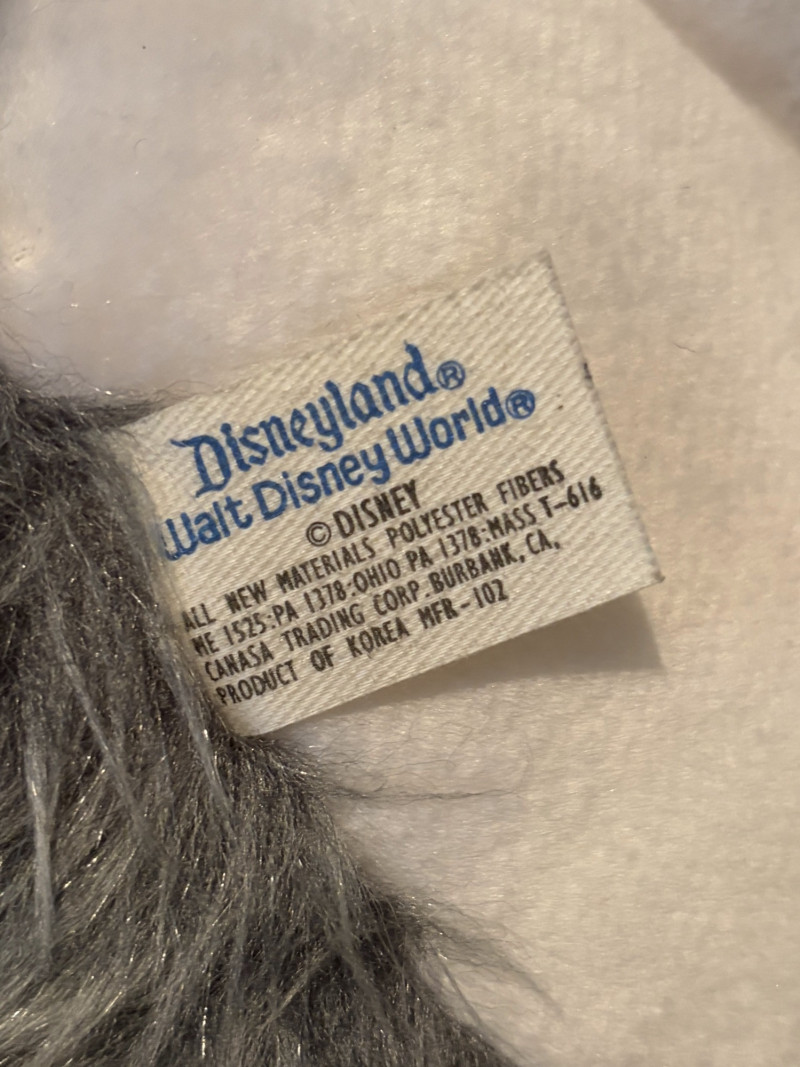 Disneyland®
Walt Disney World®
© DISNEY
ALL NEW MATERIALS POLYESTER FIBERS
ME 1525:PA 1378:OHIO PA 1378:MASS T-616
CANASA TRADING CORP. BURBANK, CA,
PRODUCT OF KOREA MFR-102